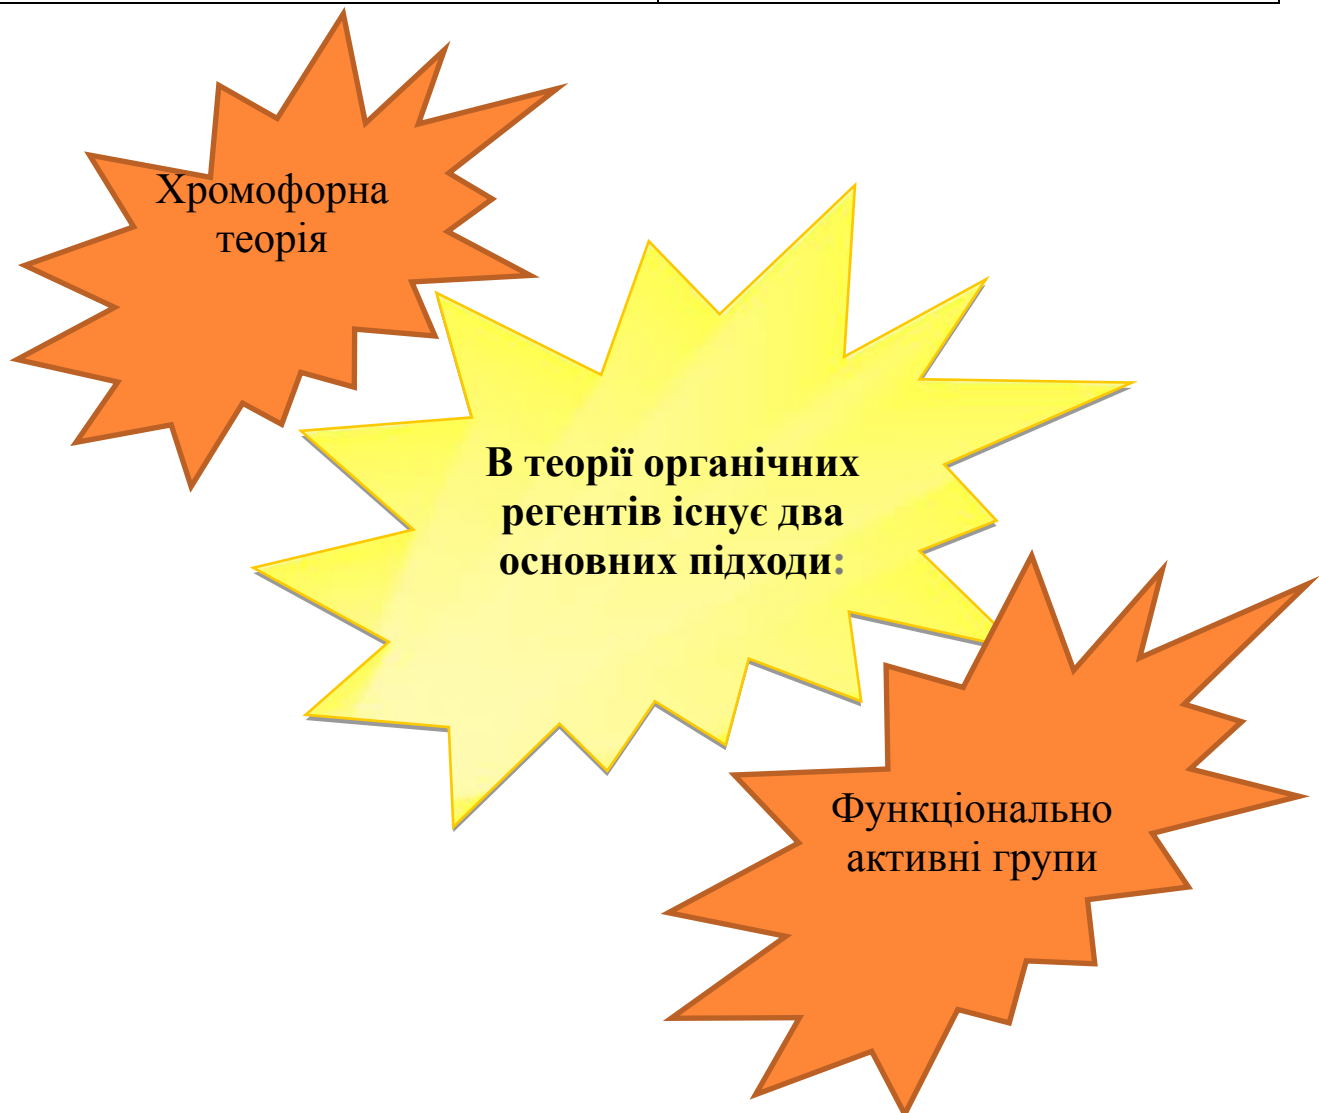 Хромофорна
теорія
В теорії органічних
регентів існує два
основних підходи:
Функціонально
активні групи